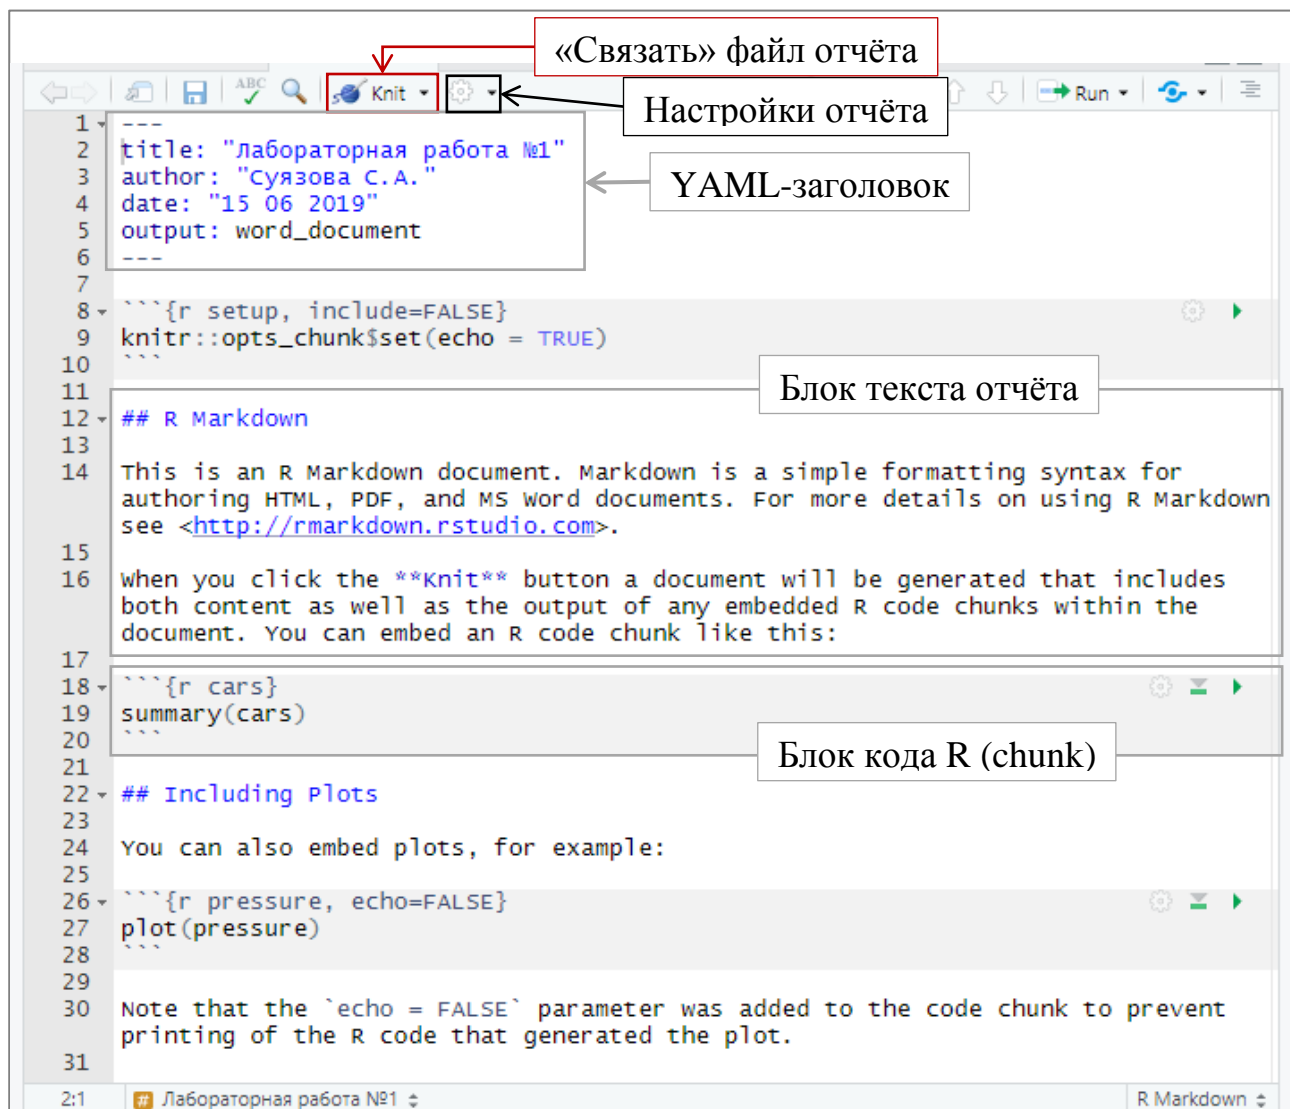 «Связать» файл отчёта
ABC Knit Run
Настройки отчёта
1 ---
2 title: "Лабораторная работа №1"
3 author: "Суязова С.А."
YAML-заголовок
4 date: "15 06 2019"
5 output: word_document
6 ---
7
8 ```{r setup, include=FALSE}
9 knitr::opts_chunk$set(echo = TRUE)
10 ```
Блок текста отчёта
11
12 ## R Markdown
13
14 This is an R Markdown document. Markdown is a simple formatting syntax for
authoring HTML, PDF, and MS Word documents. For more details on using R Markdown
see <http://rmarkdown.rstudio.com>.
15
16 When you click the **Knit** button a document will be generated that includes
both content as well as the output of any embedded R code chunks within the
document. You can embed an R code chunk like this:
17
18 ```{r cars}
19 summary(cars)
20 ```
Блок кода R (chunk)
21
22 ## Including Plots
23
24 You can also embed plots, for example:
25
26 ```{r pressure, echo=FALSE}
27 plot(pressure)
28 ```
29
30 Note that the `echo = FALSE` parameter was added to the code chunk to prevent
printing of the R code that generated the plot.
31
2:1 # Лабораторная работа №1 R Markdown